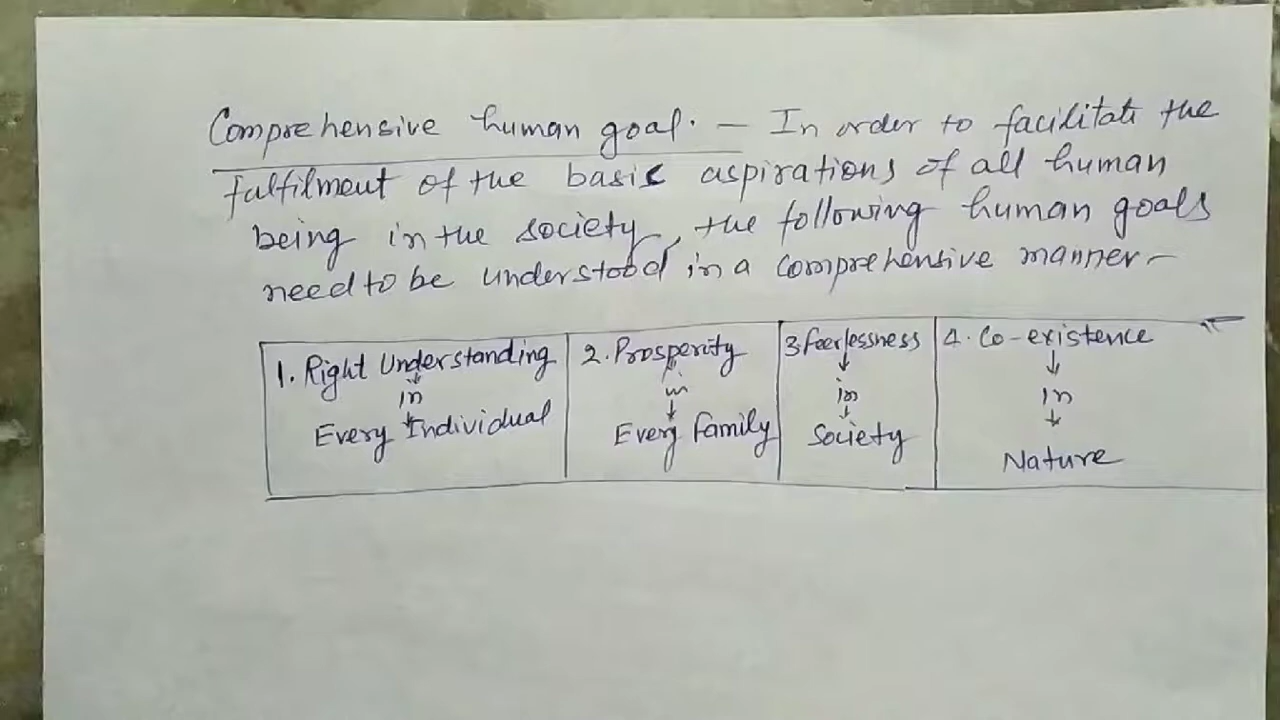 Comprehensive human goal. — In order to facilitate the
fulfilment of the basic aspirations of all human
being in the society, the following human goals
need to be understood in a comprehensive manner -
1. Right Understanding
↓
in
↓
Every Individual
2. Prosperity
↓
in
↓
Every family
3 fearlessness
↓
in
↓
Society
4. Co-existence
↓
in
↓
Nature